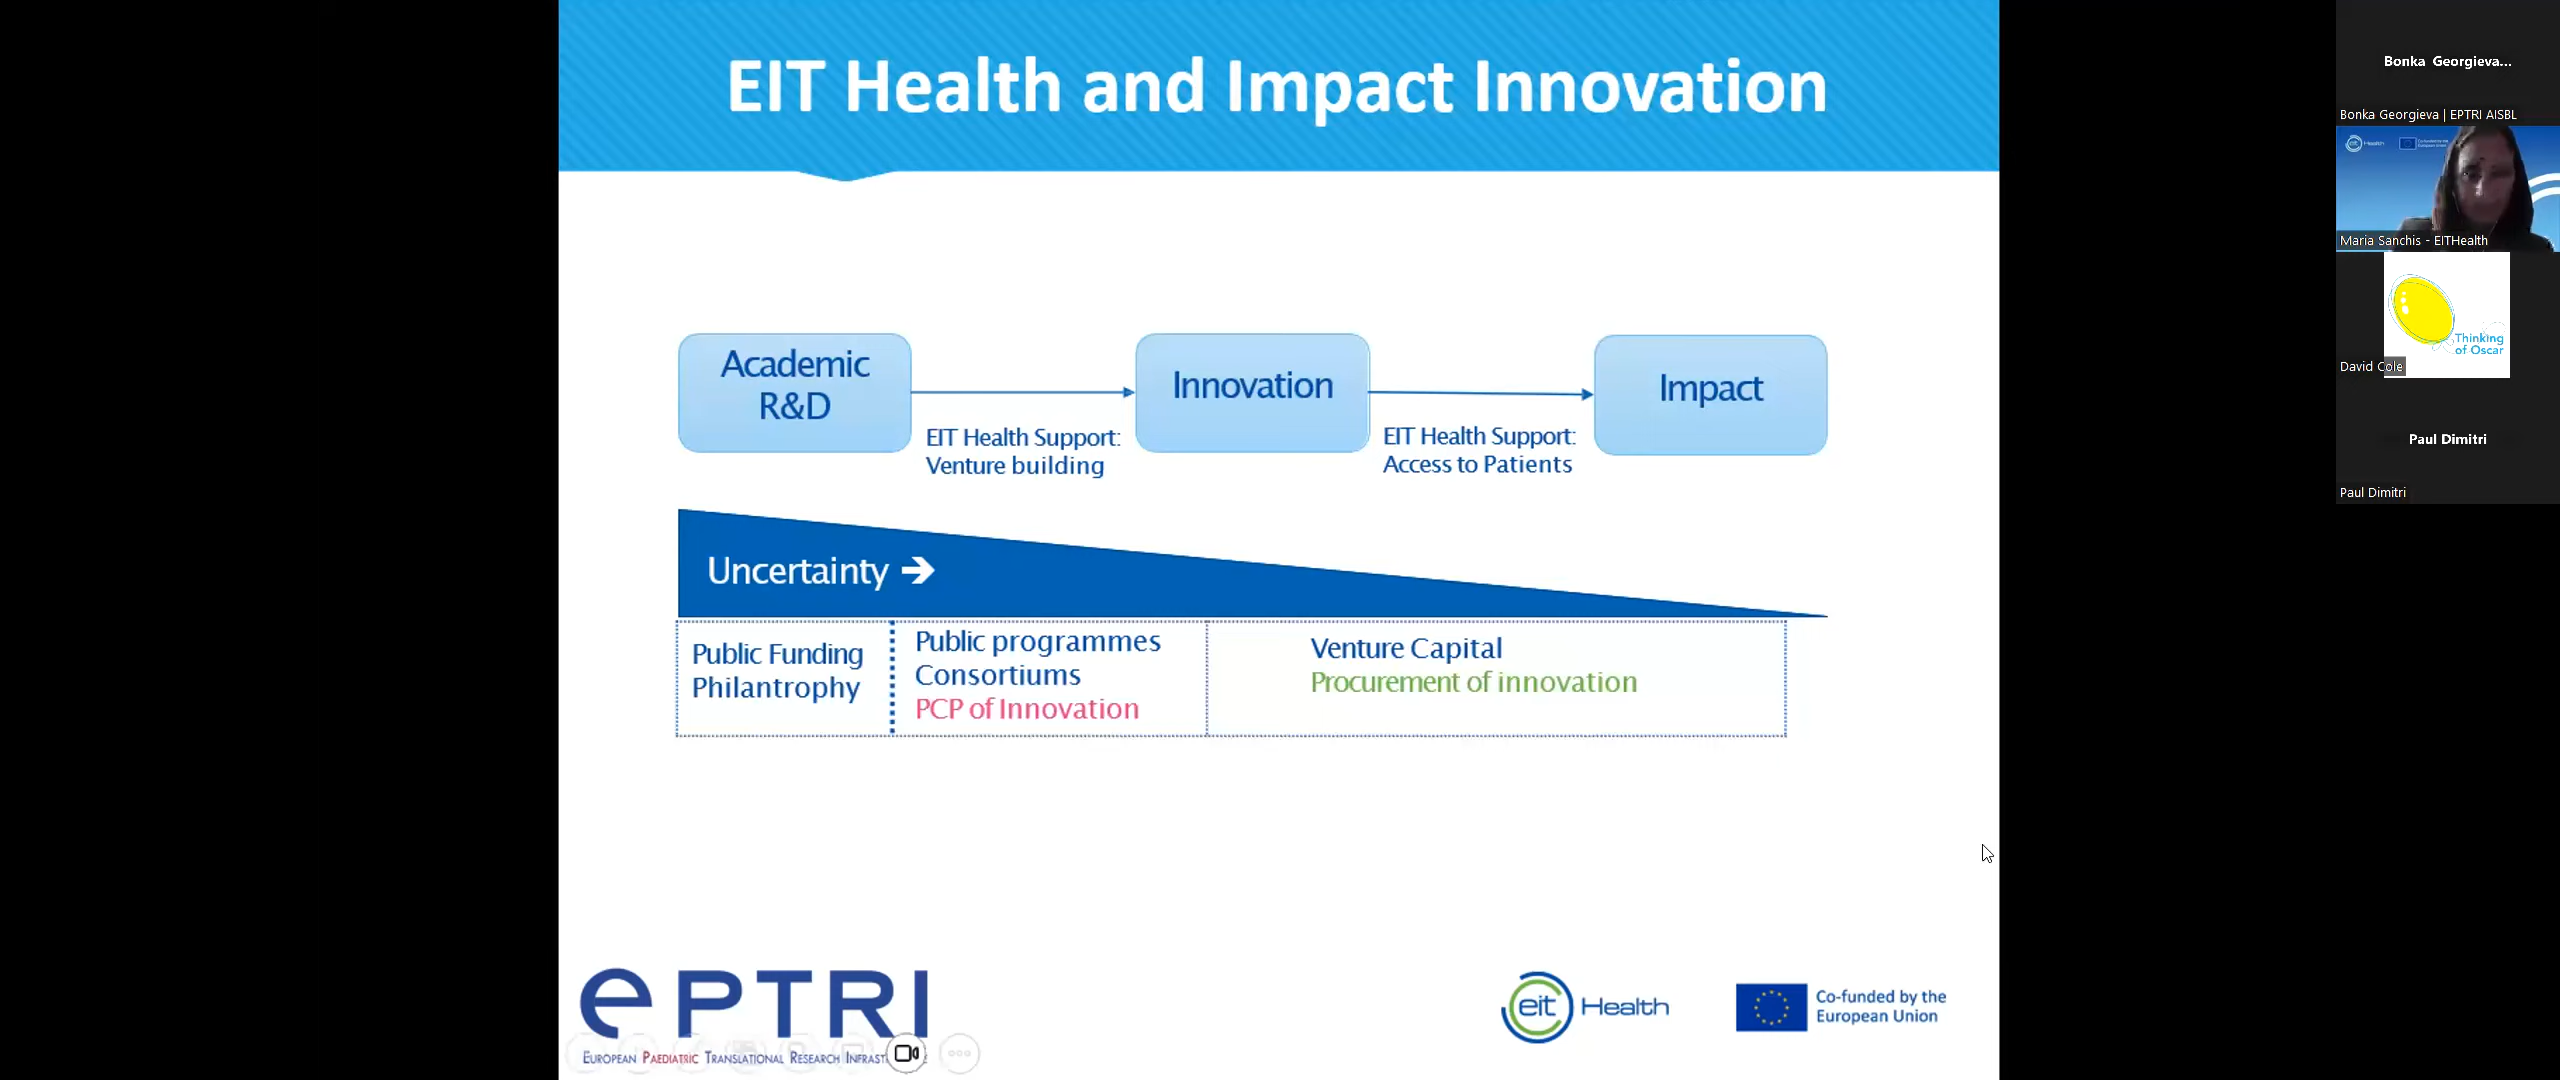 EIT Health and Impact Innovation
Academic
R&D
Innovation
Impact
EIT Health Support:
Venture building
EIT Health Support:
Access to Patients
Uncertainty →
Public Funding
Philantrophy
Public programmes
Consortiums
PCP of Innovation
Venture Capital
Procurement of innovation
ePTRI
EUROPEAN PAEDIATRIC TRANSLATIONAL RESEARCH
eit Health
Co-funded by the
European Union
Bonka Georgieva...
Bonka Georgieva | EPTRI AISBL
eit Health
Maria Sanchis - EITHealth
Thinking
of Oscar
David Cole
Paul Dimitri
Paul Dimitri